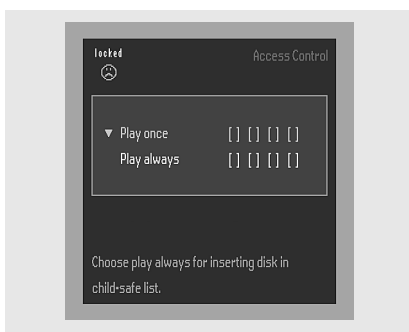 locked
Access Control
▼ Play once [ ] [ ] [ ] [ ]
Play always [ ] [ ] [ ] [ ]
Choose play always for inserting disk in
child-safe list.